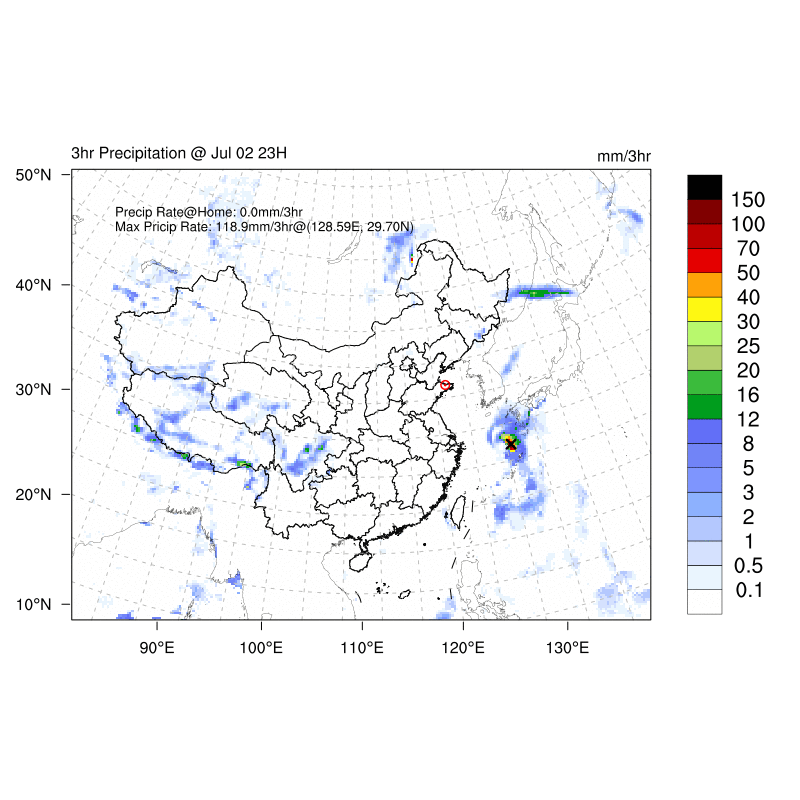 3hr Precipitation @ Jul 02 23H
mm/3hr
Precip Rate@Home: 0.0mm/3hr
Max Pricip Rate: 118.9mm/3hr@(128.59E, 29.70N)
50°N
40°N
30°N
20°N
10°N
90°E
100°E
110°E
120°E
130°E
150
100
70
50
40
30
25
20
16
12
8
5
3
2
1
0.5
0.1